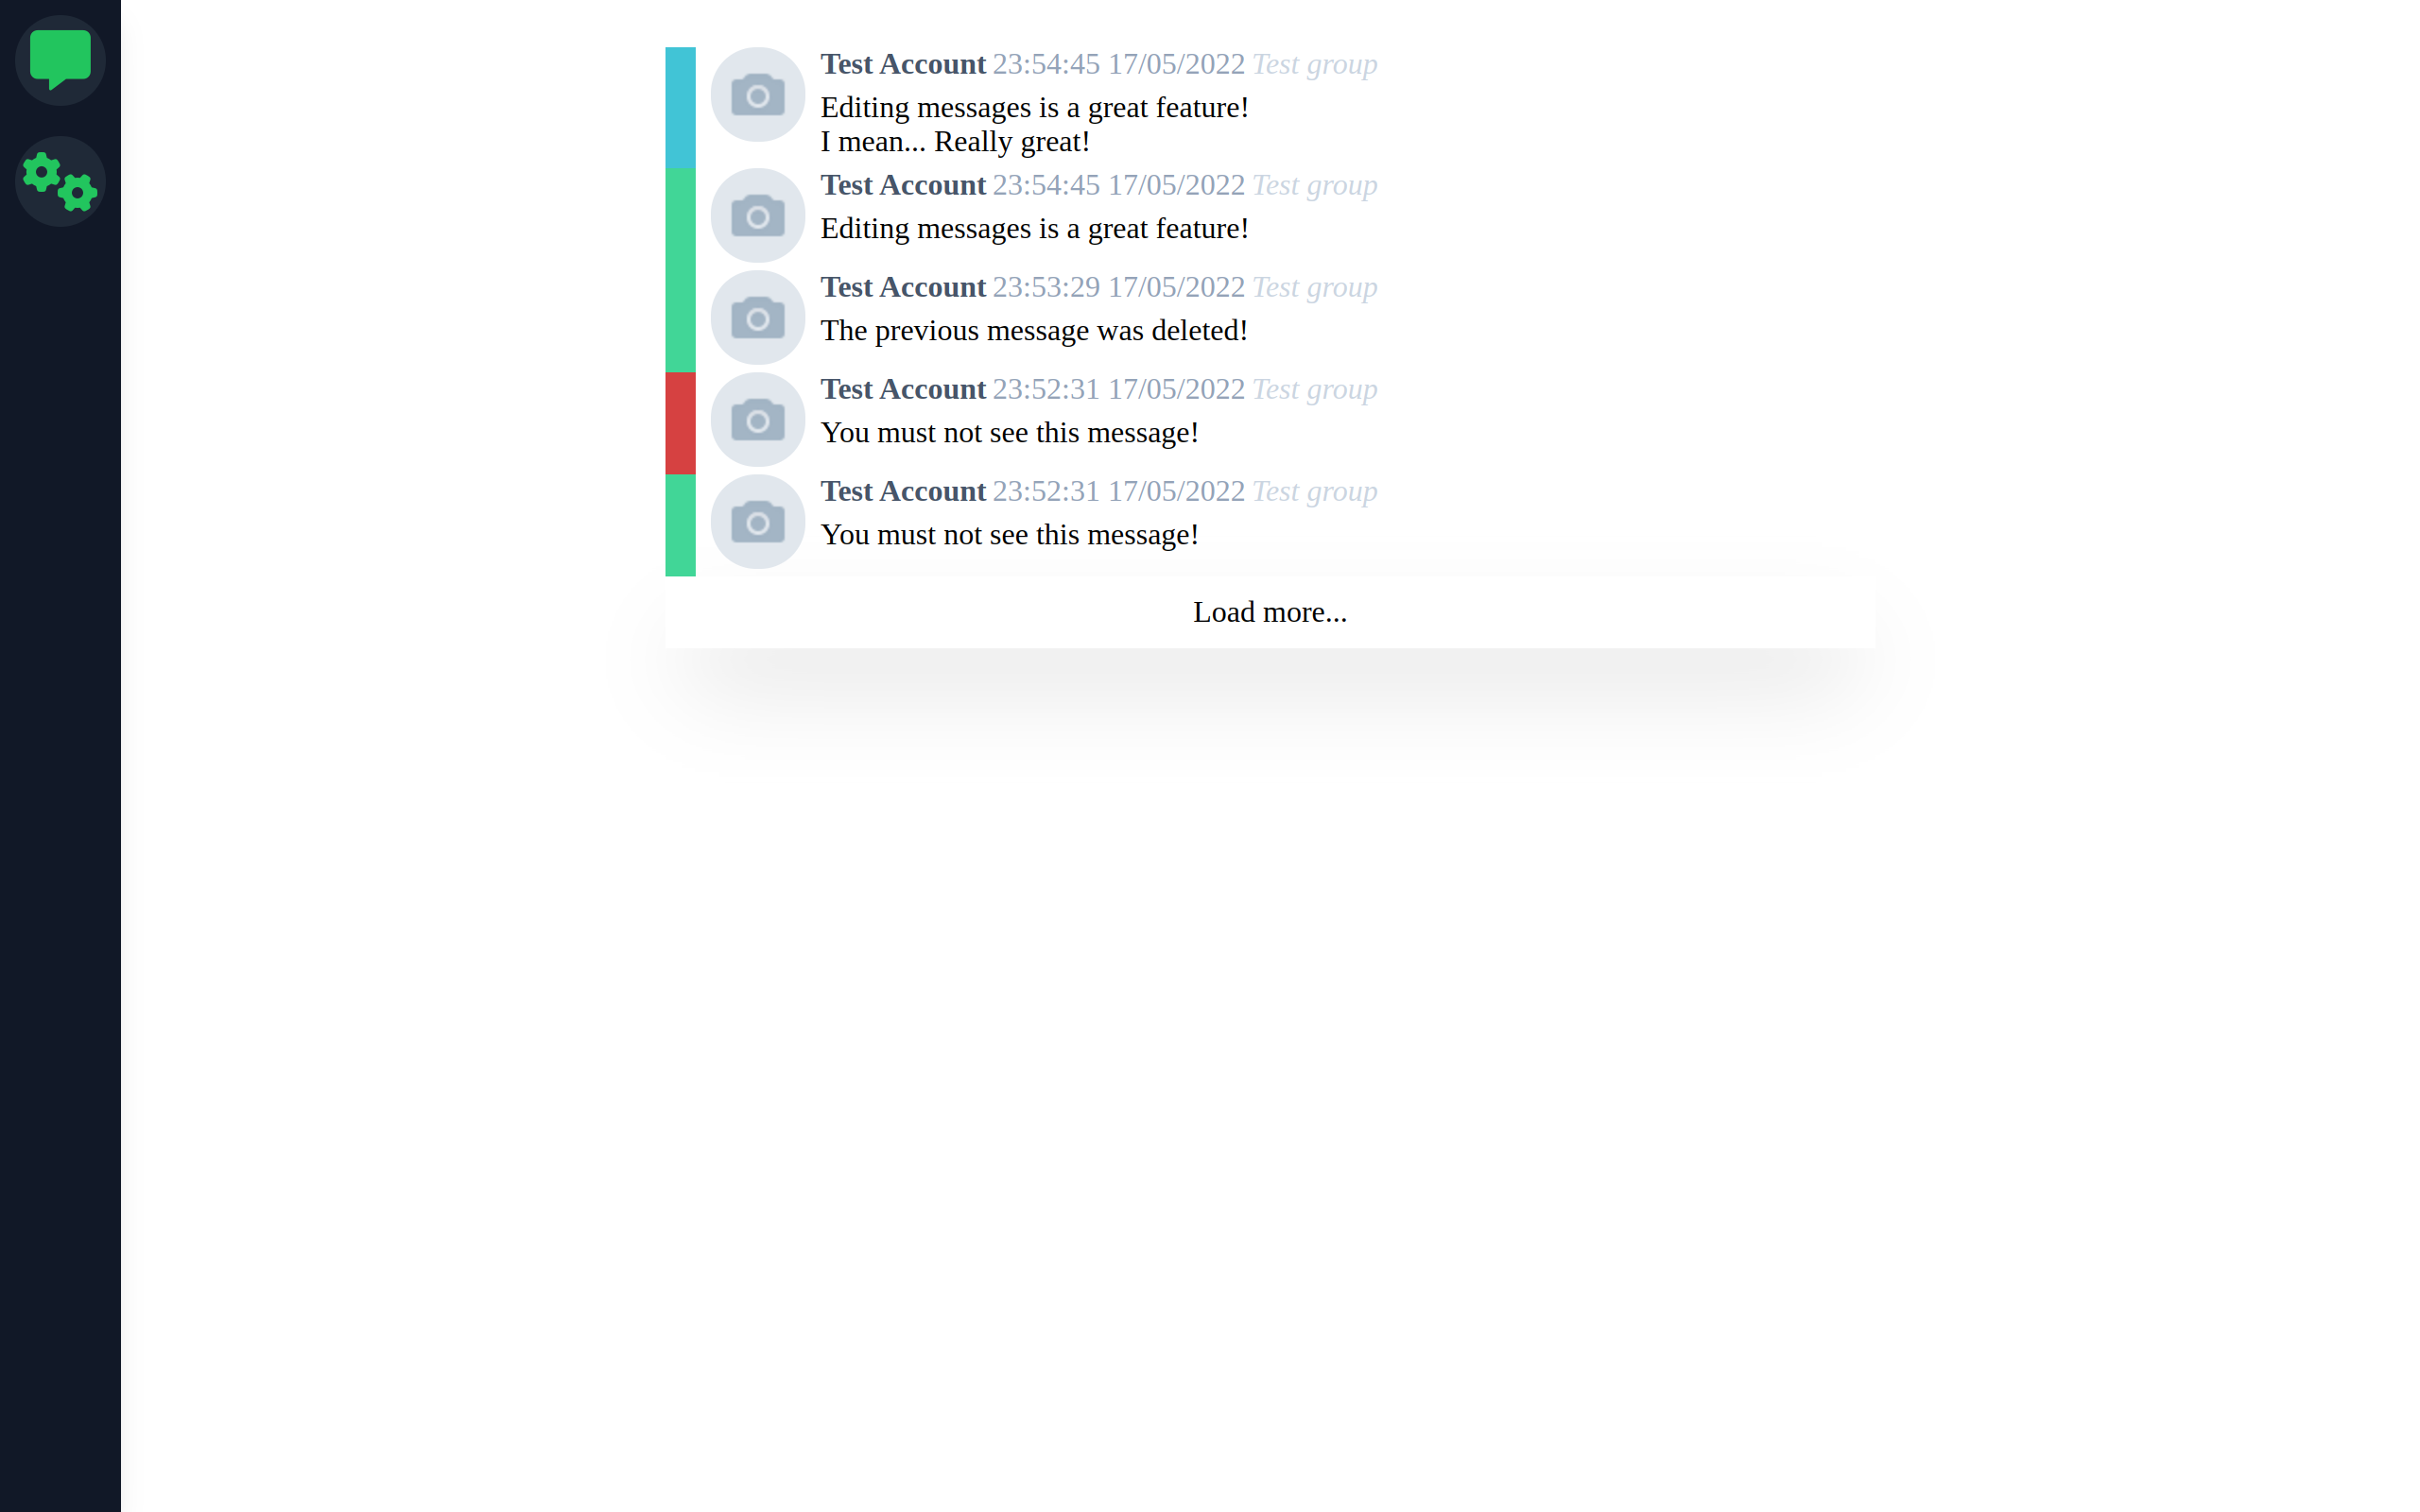 Test Account 23:54:45 17/05/2022 Test group
Editing messages is a great feature!
I mean... Really great!
Test Account 23:54:45 17/05/2022 Test group
Editing messages is a great feature!
Test Account 23:53:29 17/05/2022 Test group
The previous message was deleted!
Test Account 23:52:31 17/05/2022 Test group
You must not see this message!
Test Account 23:52:31 17/05/2022 Test group
You must not see this message!
Load more...